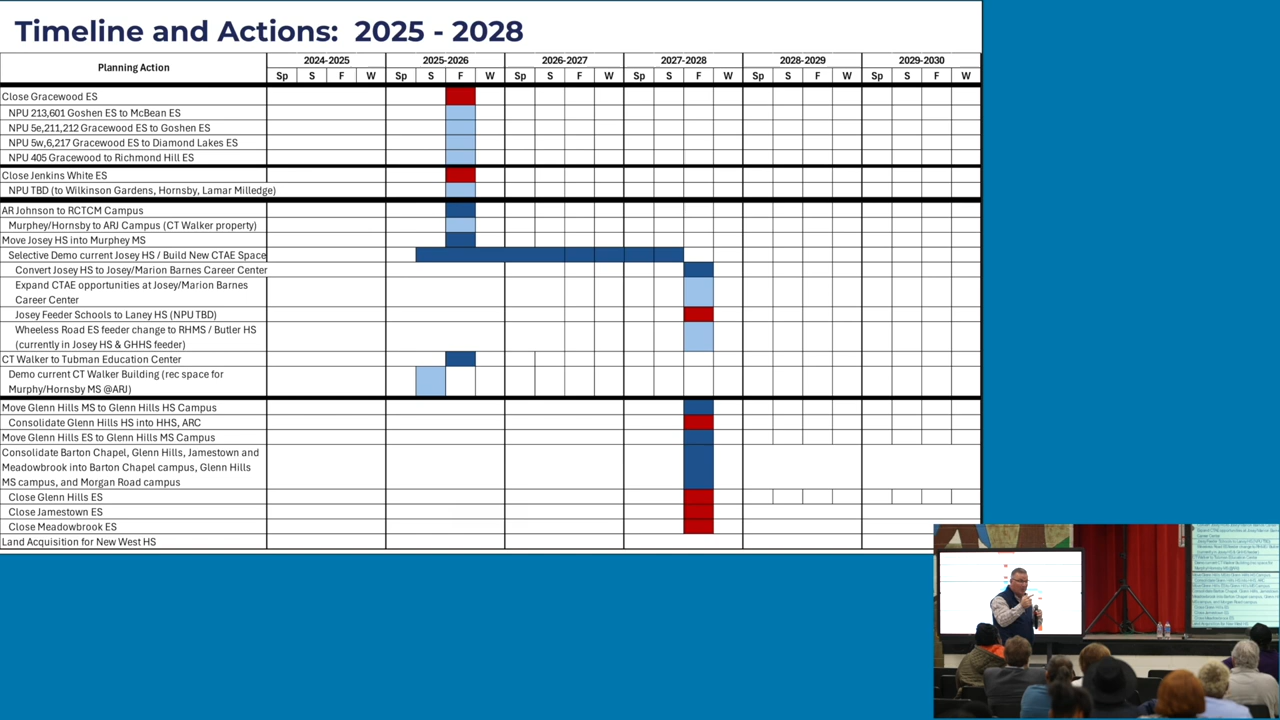 Timeline and Actions: 2025 - 2028
Planning Action
2024-2025 2025-2026 2026-2027 2027-2028 2028-2029 2029-2030
Sp S F W Sp S F W Sp S F W Sp S F W Sp S F W Sp S F W
Close Gracewood ES
NPU 213,601 Goshen ES to McBean ES
NPU 5e,211,212 Gracewood ES to Goshen ES
NPU 5w,6,217 Gracewood ES to Diamond Lakes ES
NPU 405 Gracewood to Richmond Hill ES
Close Jenkins White ES
NPU TBD (to Wilkinson Gardens, Hornsby, Lamar Milledge)
AR Johnson to RCTCM Campus
Murphey/Hornsby to ARJ Campus (CT Walker property)
Move Josey HS into Murphey MS
Selective Demo current Josey HS / Build New CTAE Space
Convert Josey HS to Josey/Marion Barnes Career Center
Expand CTAE opportunities at Josey/Marion Barnes
Career Center
Josey Feeder Schools to Laney HS (NPU TBD)
Wheeless Road ES feeder change to RHMS / Butler HS
(currently in Josey HS & GHHS feeder)
CT Walker to Tubman Education Center
Demo current CT Walker Building (rec space for
Murphy/Hornsby MS @ARJ)
Move Glenn Hills MS to Glenn Hills HS Campus
Consolidate Glenn Hills HS into HHS, ARC
Move Glenn Hills ES to Glenn Hills MS Campus
Consolidate Barton Chapel, Glenn Hills, Jamestown and
Meadowbrook into Barton Chapel campus, Glenn Hills
MS campus, and Morgan Road campus
Close Glenn Hills ES
Close Jamestown ES
Close Meadowbrook ES
Land Acquisition for New West HS